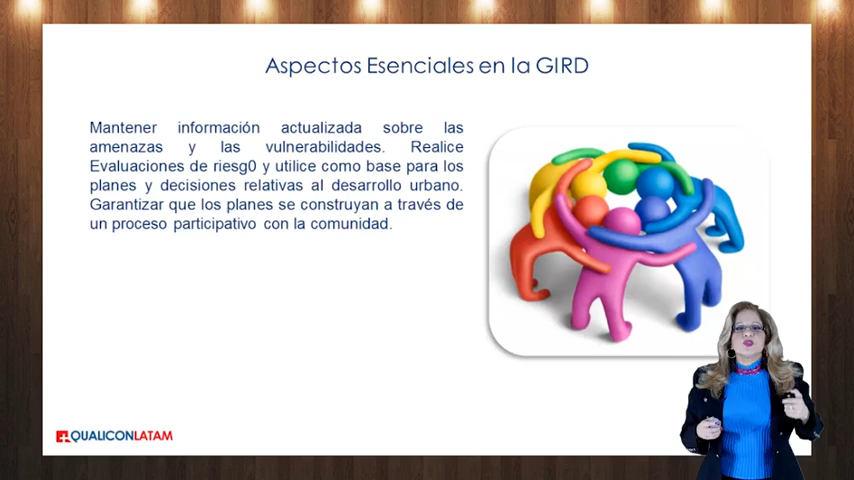 Aspectos Esenciales en la GIRD
Mantener información actualizada sobre las
amenazas y las vulnerabilidades. Realice
Evaluaciones de riesg0 y utilice como base para los
planes y decisiones relativas al desarrollo urbano.
Garantizar que los planes se construyan a través de
un proceso participativo con la comunidad.
QUALICONLATAM